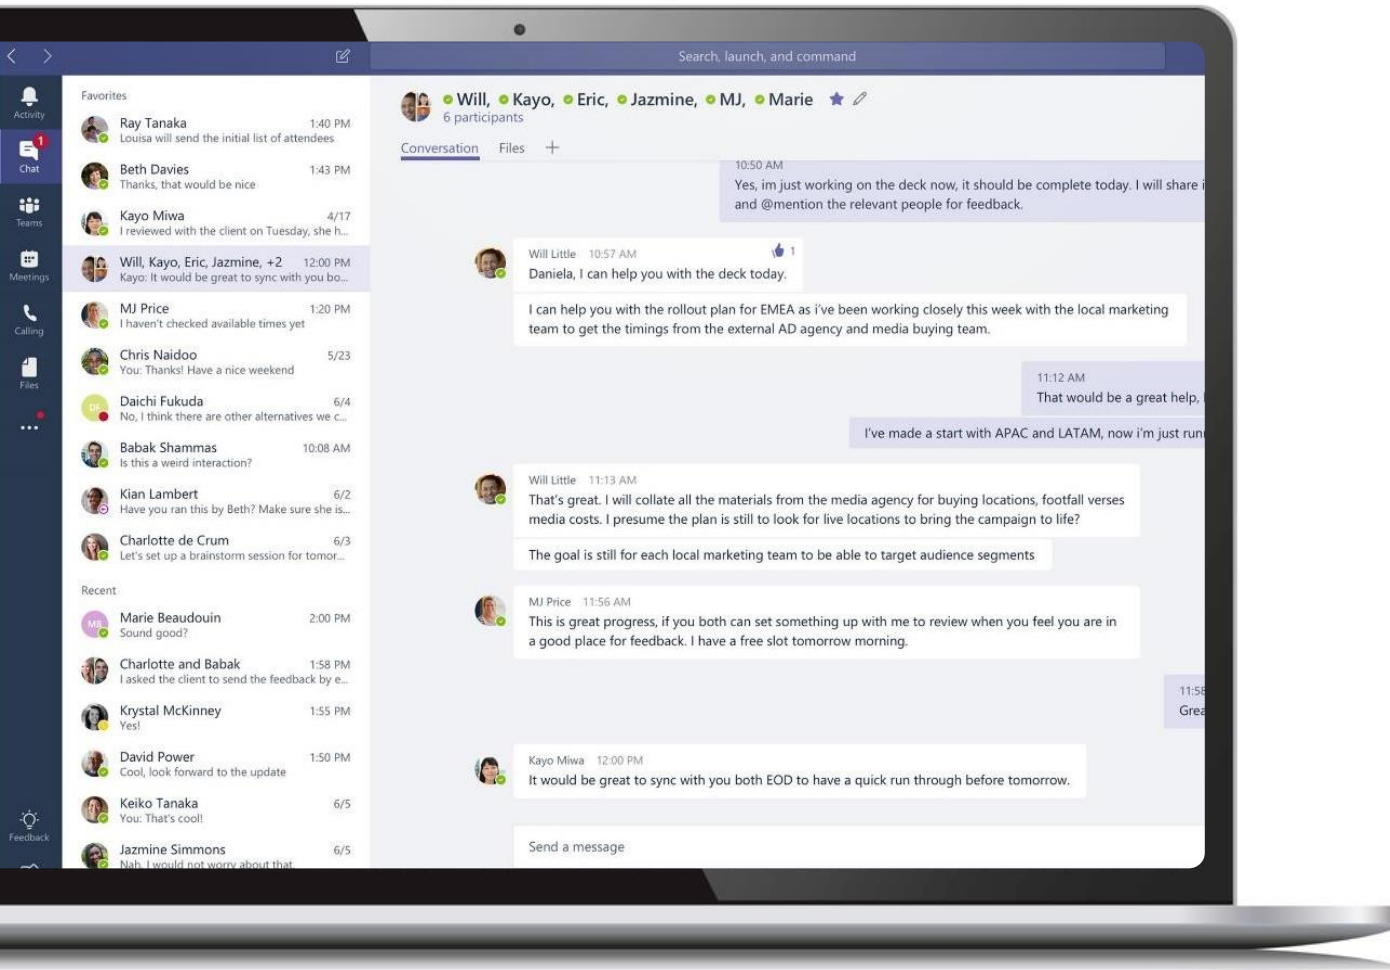 Search, launch, and command
Activity
1
Chat
Teams
Meetings
Calling
Files
Feedback
Favorites
Ray Tanaka 1:40 PM
Louisa will send the initial list of attendees
Beth Davies 1:43 PM
Thanks, that would be nice
Kayo Miwa 4/17
I reviewed with the client on Tuesday, she h...
Will, Kayo, Eric, Jazmine, +2 12:00 PM
Kayo: It would be great to sync with you bo...
MJ Price 1:20 PM
I haven't checked available times yet
Chris Naidoo 5/23
You: Thanks! Have a nice weekend
DF
Daichi Fukuda 6/4
No, I think there are other alternatives we c...
Babak Shammas 10:08 AM
Is this a weird interaction?
Kian Lambert 6/2
Have you ran this by Beth? Make sure she is...
Charlotte de Crum 6/3
Let's set up a brainstorm session for tomor...
Recent
MB
Marie Beaudouin 2:00 PM
Sound good?
Charlotte and Babak 1:58 PM
I asked the client to send the feedback by e...
Krystal McKinney 1:55 PM
Yes!
David Power 1:50 PM
Cool, look forward to the update
Keiko Tanaka 6/5
You: That's cool!
Jazmine Simmons 6/5
Nah, I would not worry about that
Will, Kayo, Eric, Jazmine, MJ, Marie
6 participants
Conversation Files
10:50 AM
Yes, im just working on the deck now, it should be complete today. I will share
and @mention the relevant people for feedback.
Will Little 10:57 AM 1
Daniela, I can help you with the deck today.
I can help you with the rollout plan for EMEA as i've been working closely this week with the local marketing
team to get the timings from the external AD agency and media buying team.
11:12 AM
That would be a great help,
I've made a start with APAC and LATAM, now i'm just
Will Little 11:13 AM
That's great. I will collate all the materials from the media agency for buying locations, footfall verses
media costs. I presume the plan is still to look for live locations to bring the campaign to life?
The goal is still for each local marketing team to be able to target audience segments
MJ Price 11:56 AM
This is great progress, if you both can set something up with me to review when you feel you are in
a good place for feedback. I have a free slot tomorrow morning.
11:58
Kayo Miwa 12:00 PM
It would be great to sync with you both EOD to have a quick run through before tomorrow.
Send a message